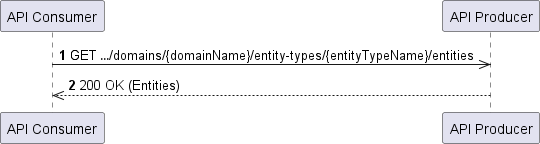 API Consumer API Producer
1 GET .../domains/{domainName}/entity-types/{entityTypeName}/entities
2 200 OK (Entities)
API Consumer API Producer